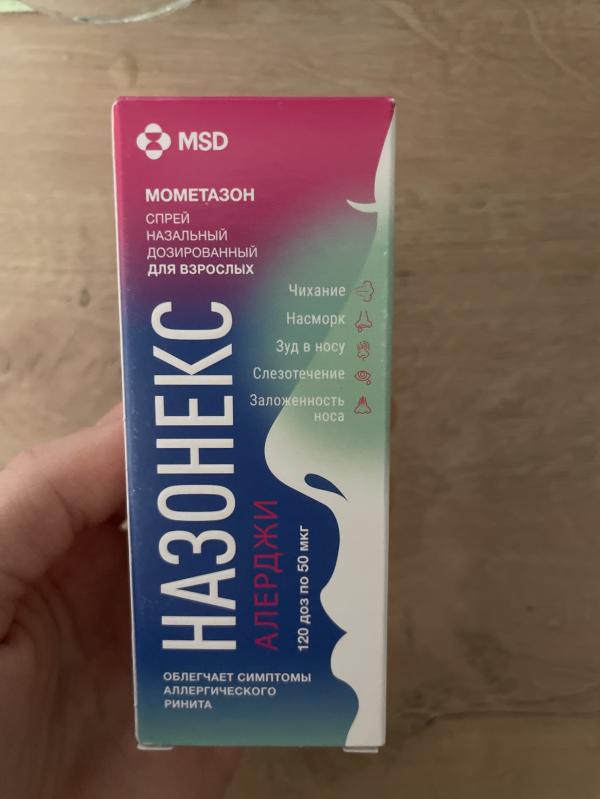 MSD
МОМЕТАЗОН
СПРЕЙ
НАЗАЛЬНЫЙ
ДОЗИРОВАННЫЙ
ДЛЯ ВЗРОСЛЫХ
Чихание
Насморк
Зуд в носу
Слезотечение
Заложенность
носа
НАЗОНЕКС
АЛЕРДЖИ
120 доз по 50 мкг
ОБЛЕГЧАЕТ СИМПТОМЫ
АЛЛЕРГИЧЕСКОГО
РИНИТА